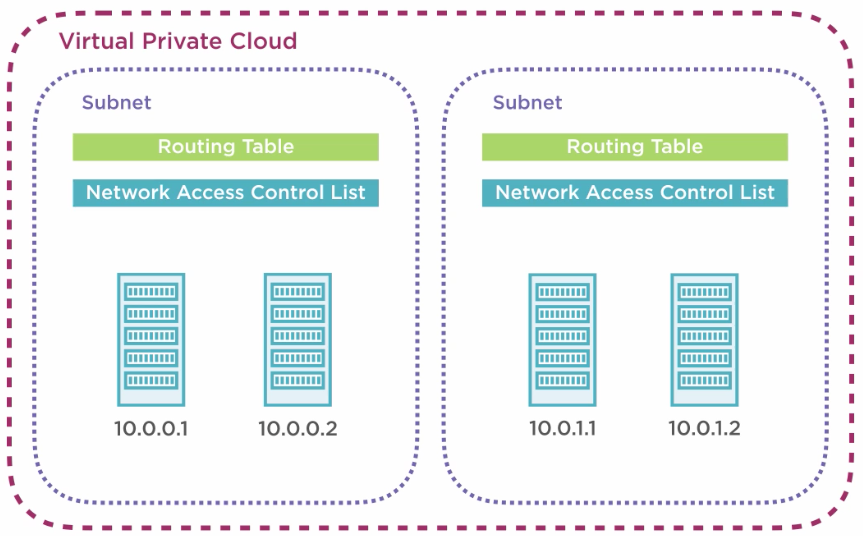 Virtual Private Cloud
Subnet
Routing Table
Network Access Control List
10.0.0.1
10.0.0.2
Subnet
Routing Table
Network Access Control List
10.0.1.1
10.0.1.2